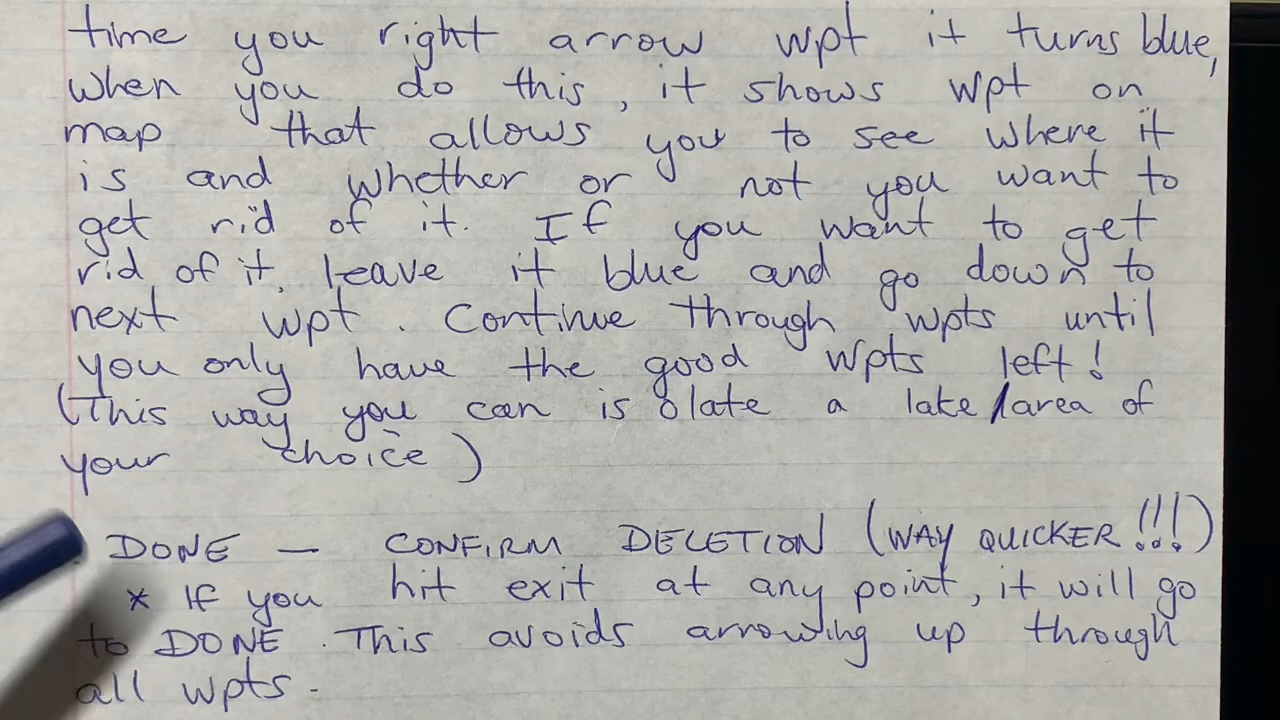 time you right arrow wpt it turns blue,
when you do this, it shows wpt on
map that allows you to see where it
is and whether or not you want to
get rid of it. If you want to get
rid of it, leave it blue and go down to
next wpt. Continue through wpts until
you only have the good wpts left!
(This way you can isolate a lake/area of
your choice)
DONE - CONFIRM DELETION (WAY QUICKER!!!)
* If you hit exit at any point, it will go
to DONE. This avoids arrowing up through
all wpts.